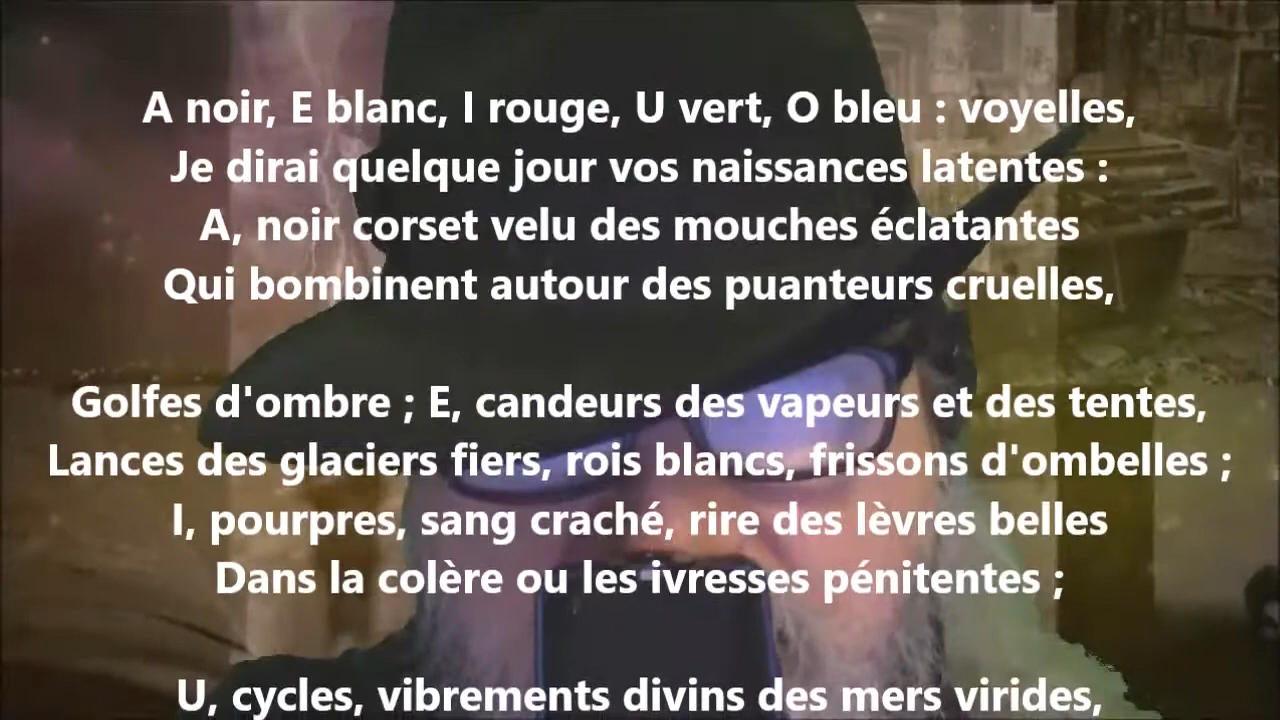 A noir, E blanc, I rouge, U vert, O bleu : voyelles,
Je dirai quelque jour vos naissances latentes :
A, noir corset velu des mouches éclatantes
Qui bombinent autour des puanteurs cruelles,
Golfes d'ombre ; E, candeurs des vapeurs et des tentes,
Lances des glaciers fiers, rois blancs, frissons d'ombelles ;
I, pourpres, sang craché, rire des lèvres belles
Dans la colère ou les ivresses pénitentes ;
U, cycles, vibrements divins des mers virides,